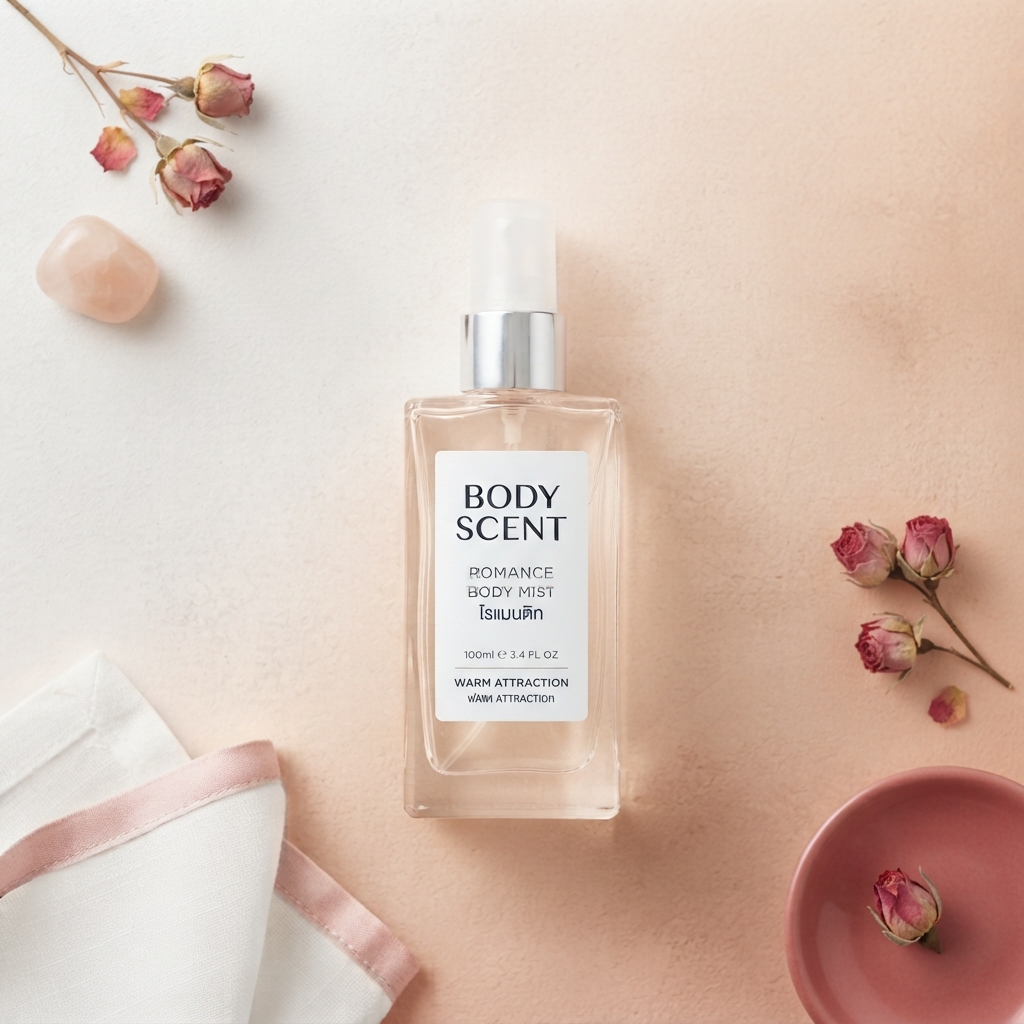 BODY
SCENT
ROMANCE
BODY MIST
โรแมนติก
100ml ℮ 3.4 PL OZ
WARM ATTRACTION
ATTRACTION